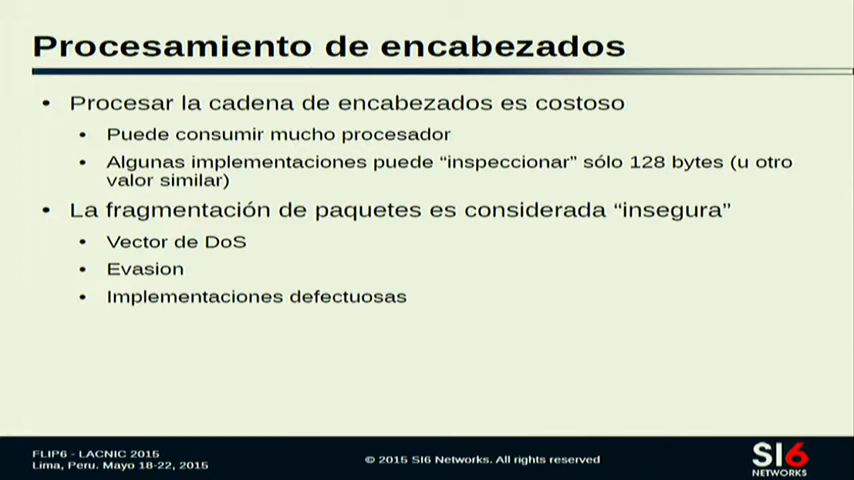 Procesamiento de encabezados
• Procesar la cadena de encabezados es costoso
• Puede consumir mucho procesador
• Algunas implementaciones puede “inspeccionar” sólo 128 bytes (u otro
valor similar)
• La fragmentación de paquetes es considerada “insegura”
• Vector de DoS
• Evasion
• Implementaciones defectuosas
FLIP6 - LACNIC 2015
Lima, Peru. Mayo 18-22, 2015
© 2015 SI6 Networks. All rights reserved
SI6
NETWORKS